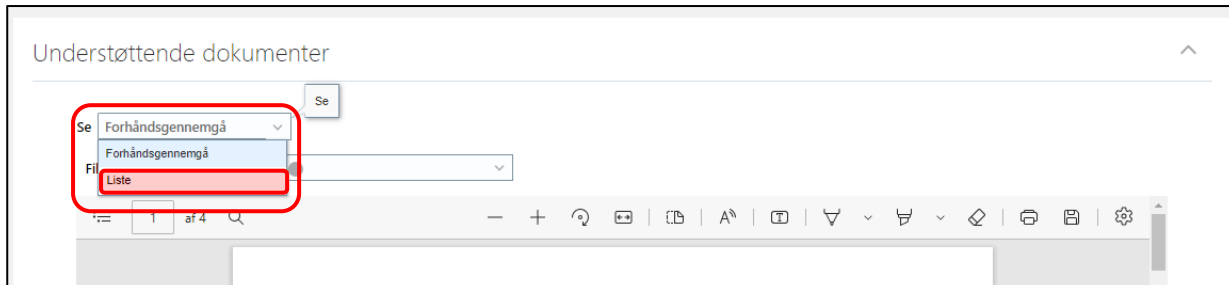 Understøttende dokumenter
Se
Se Forhåndsgennemgå
Forhåndsgennemgå
Fil
Liste
1 af 4